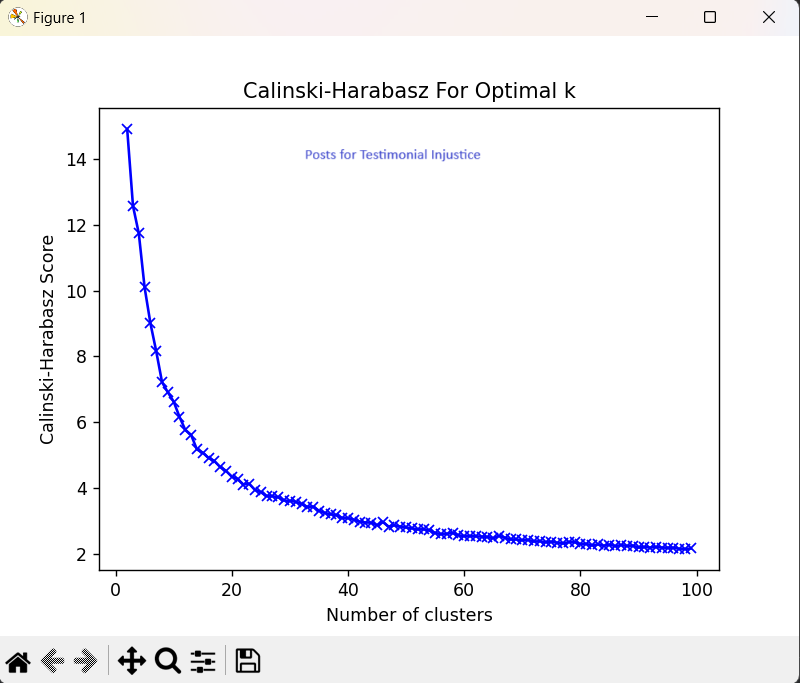 Figure 1
Calinski-Harabasz For Optimal k
Posts for Testimonial Injustice
Calinski-Harabasz Score
14
12
10
8
6
4
2
0 20 40 60 80 100
Number of clusters